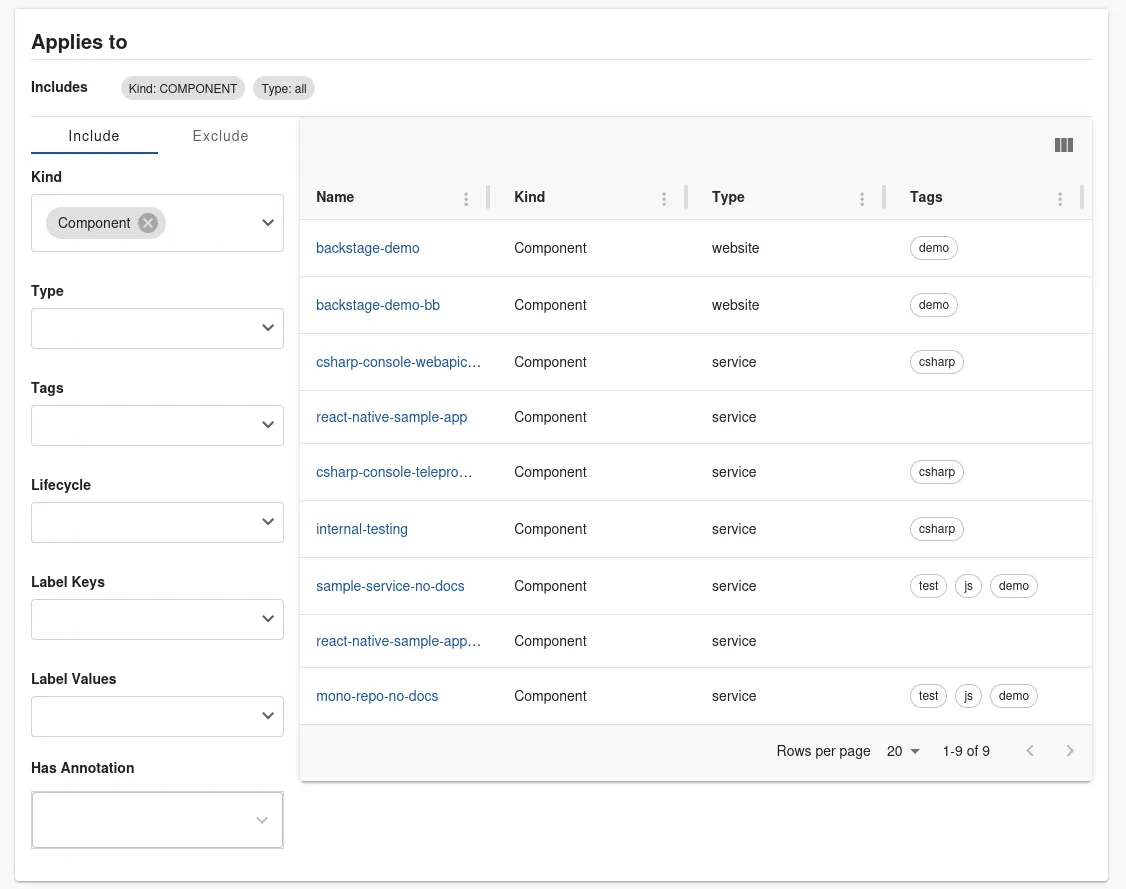 Applies to
Includes Kind: COMPONENT Type: all
Include Exclude
Kind
Component
Type
Tags
Lifecycle
Label Keys
Label Values
Has Annotation
Name Kind Type Tags
backstage-demo Component website demo
backstage-demo-bb Component website demo
csharp-console-webapic... Component service csharp
react-native-sample-app Component service
csharp-console-telepro... Component service csharp
internal-testing Component service csharp
sample-service-no-docs Component service test js demo
react-native-sample-app... Component service
mono-repo-no-docs Component service test js demo
Rows per page 20 1-9 of 9